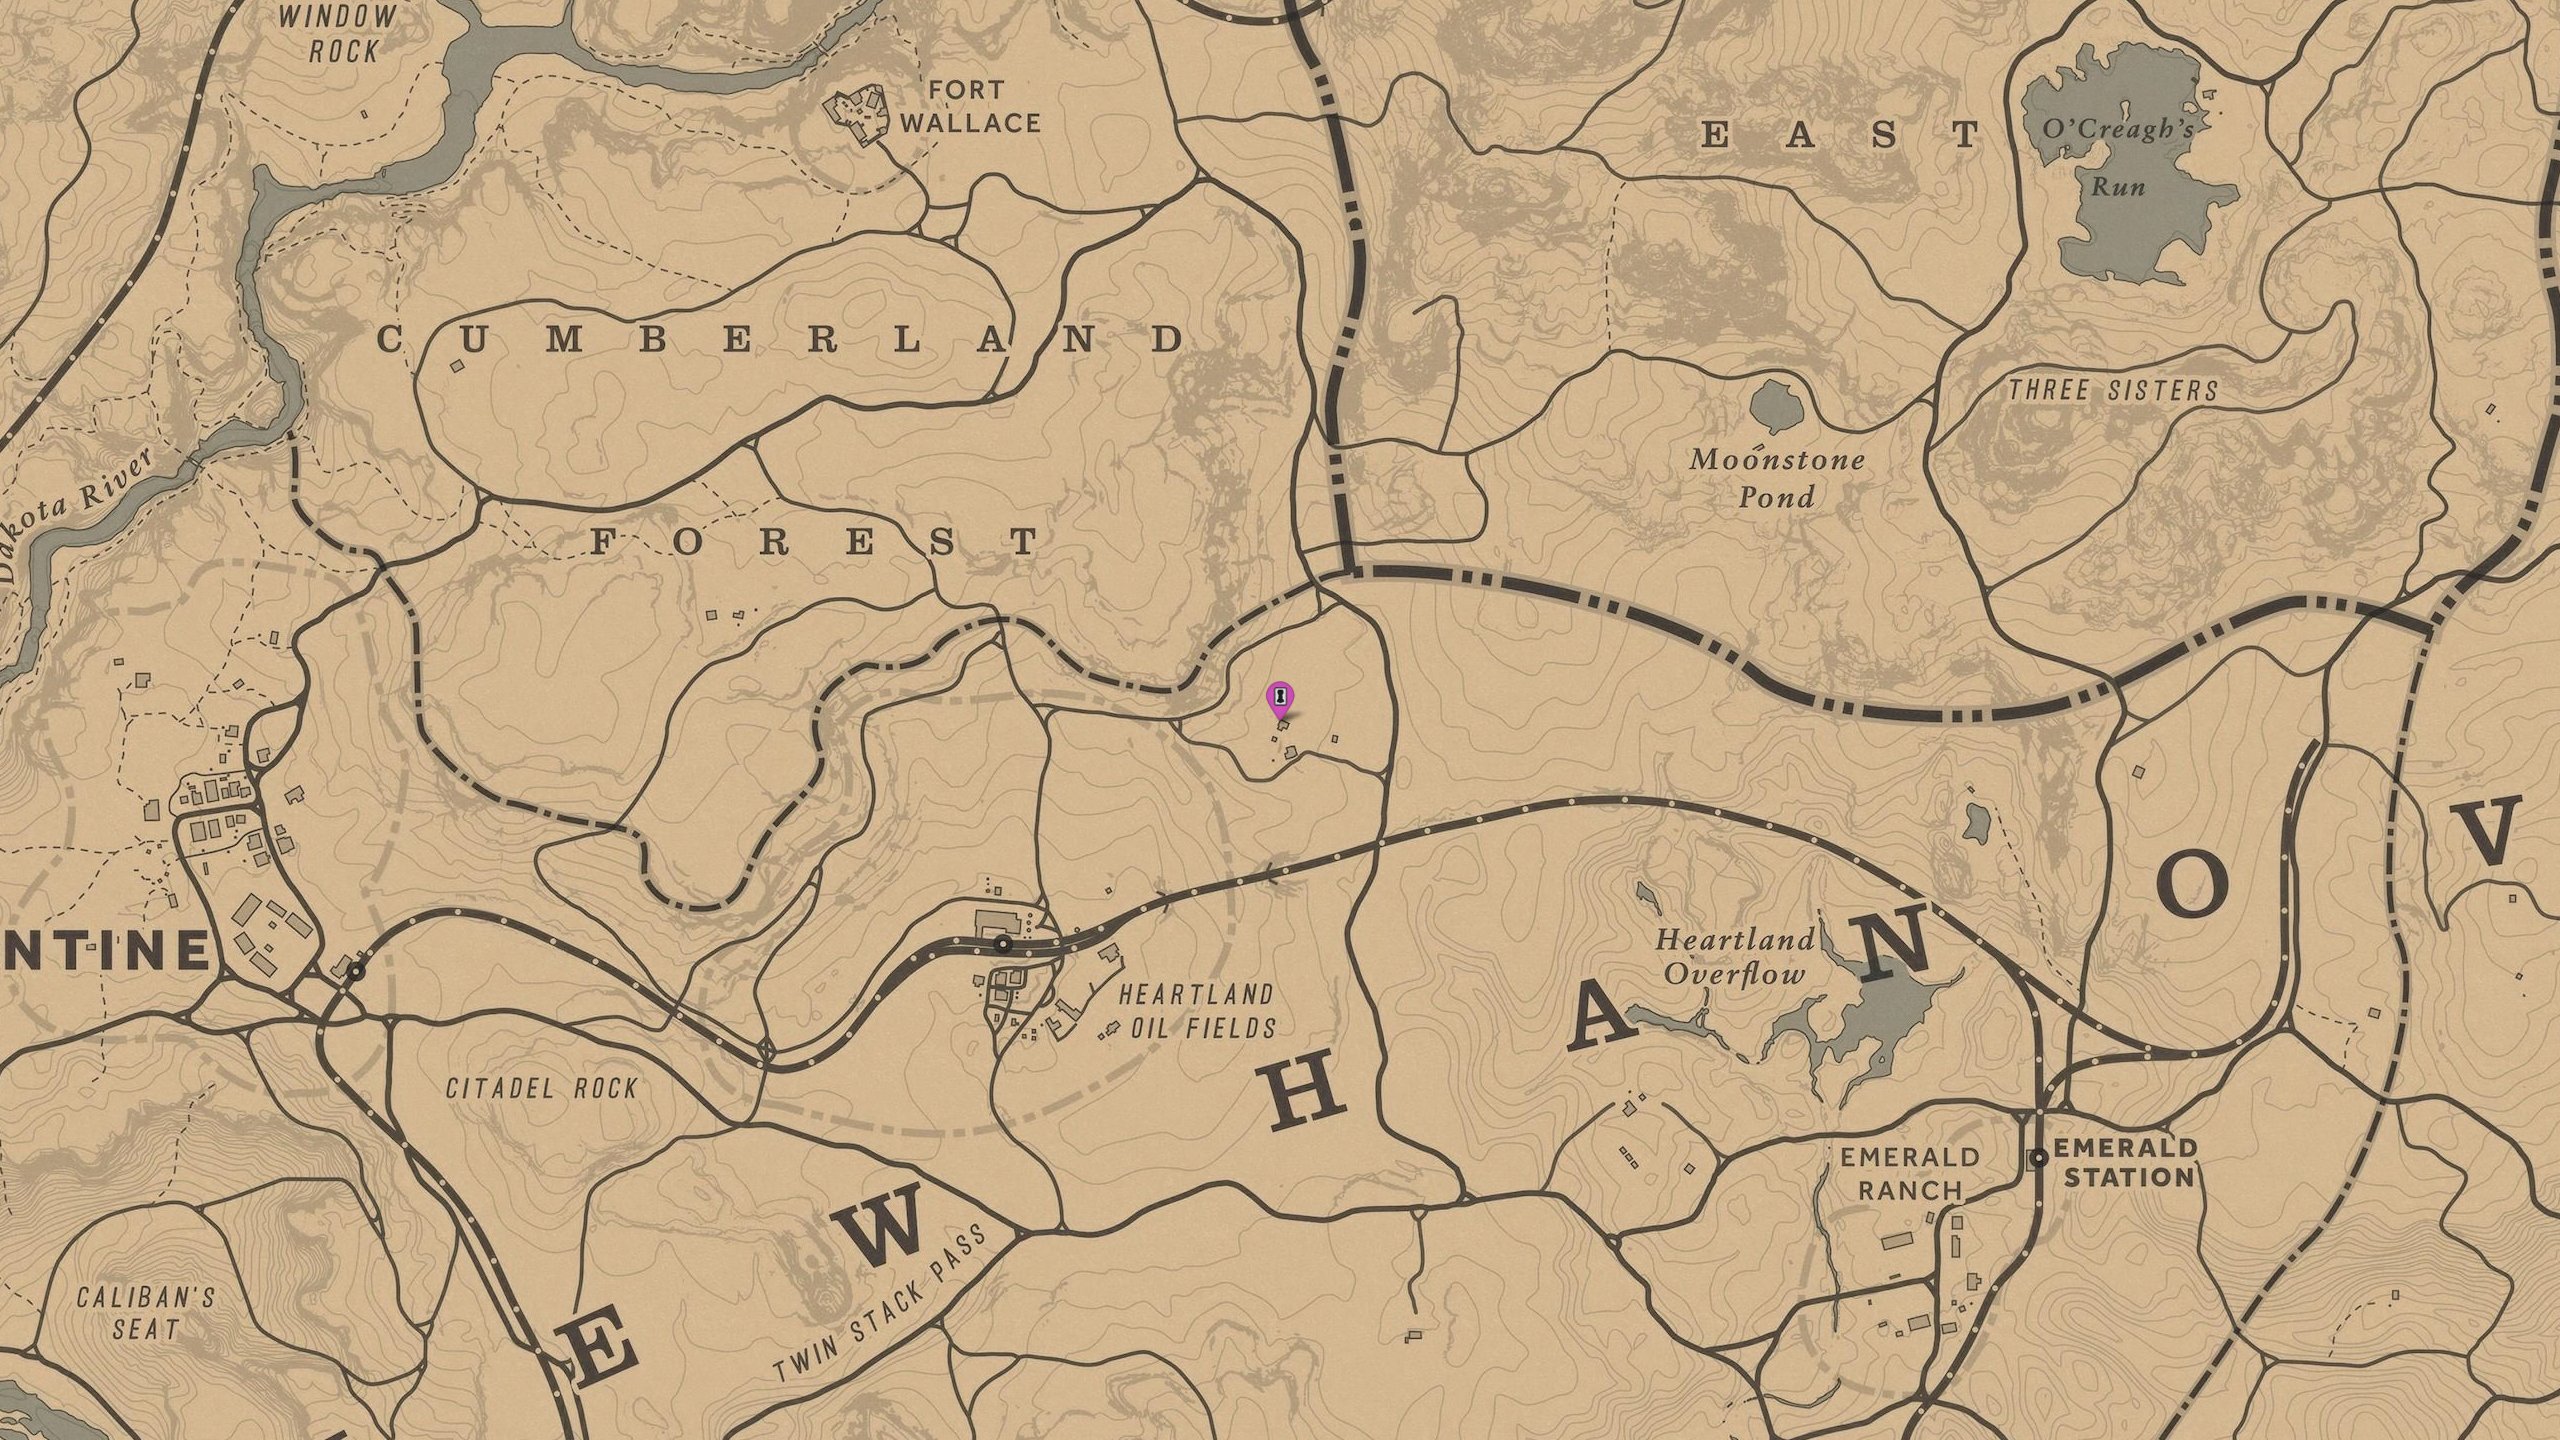 WINDOW
ROCK
FORT
WALLACE
EAST
O'Creagh's
Run
CUMBERLAND
FOREST
THREE SISTERS
Moonstone
Pond
Dakota River
NTINE
HEARTLAND
OIL FIELDS
CITADEL ROCK
Heartland
Overflow
EMERALD
RANCH
EMERALD
STATION
CALIBAN'S
SEAT
TWIN STACK PASS
E W H A N O V